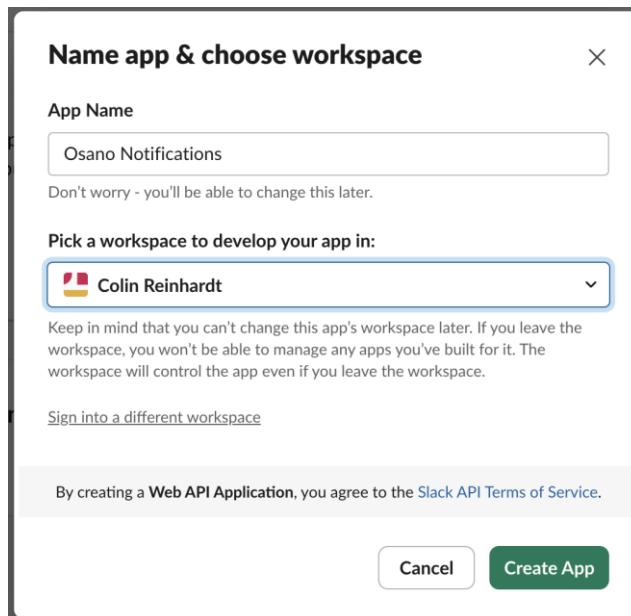 Name app & choose workspace
App Name
Osano Notifications
Don't worry - you'll be able to change this later.
Pick a workspace to develop your app in:
Colin Reinhardt
Keep in mind that you can't change this app's workspace later. If you leave the
workspace, you won't be able to manage any apps you've built for it. The
workspace will control the app even if you leave the workspace.
Sign into a different workspace
By creating a Web API Application, you agree to the Slack API Terms of Service.
Cancel Create App